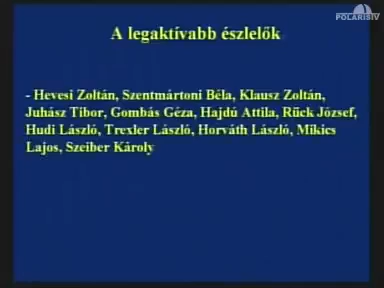 POLARISTV
A legaktívabb észlelők
- Hevesi Zoltán, Szentmártoni Béla, Klausz Zoltán,
Juhász Tibor, Gombás Géza, Hajdú Attila, Rück József,
Hudi László, Trexler László, Horváth László, Mikics
Lajos, Szeiber Károly